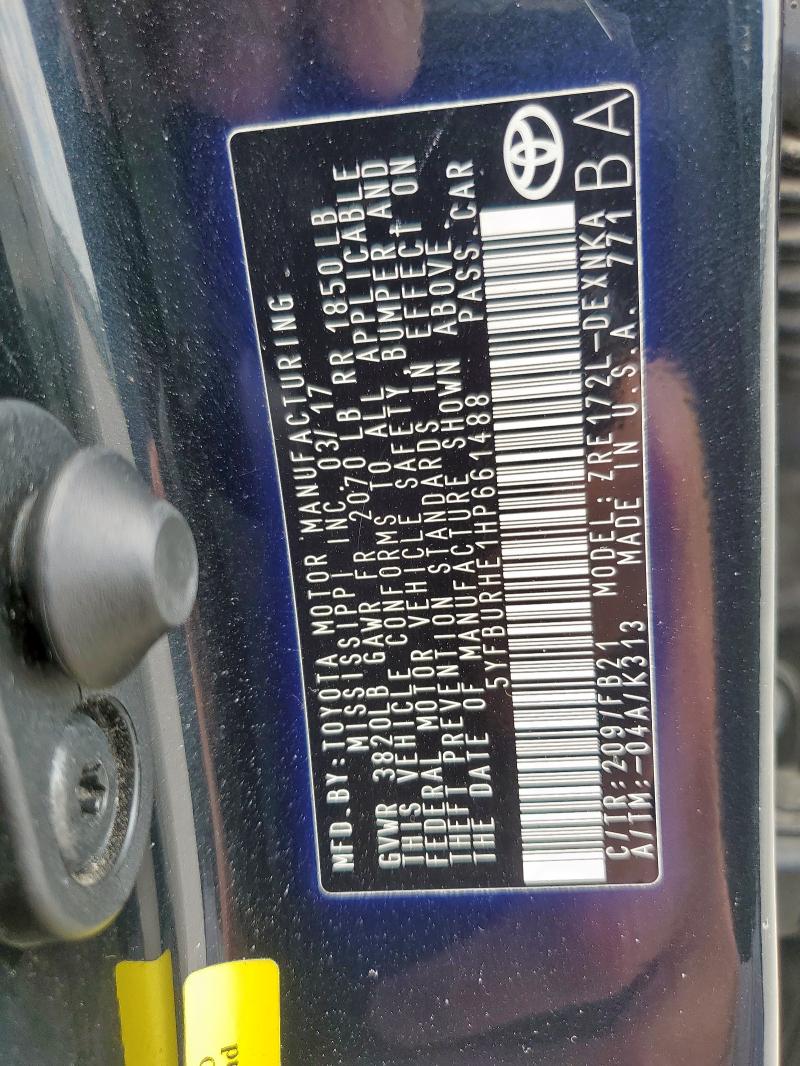 MFD.BY:TOYOTA MOTOR MANUFACTURING
MISSISSIPPI INC. 03/17
GVWR 3820LB GAWR FR 2070 LB RR 1850LB
THIS VEHICLE CONFORMS TO ALL APPLICABLE
FEDERAL MOTOR VEHICLE SAFETY, BUMPER AND
THEFT PREVENTION STANDARDS IN EFFECT ON
THE DATE OF MANUFACTURE SHOWN ABOVE.
5YFBURHE1HP661488 PASS.CAR
C/TR:209/FB21 MODEL:ZRE172L-DEXNKA
A/TM:-04A/K313 MADE IN U.S.A. 771
BA